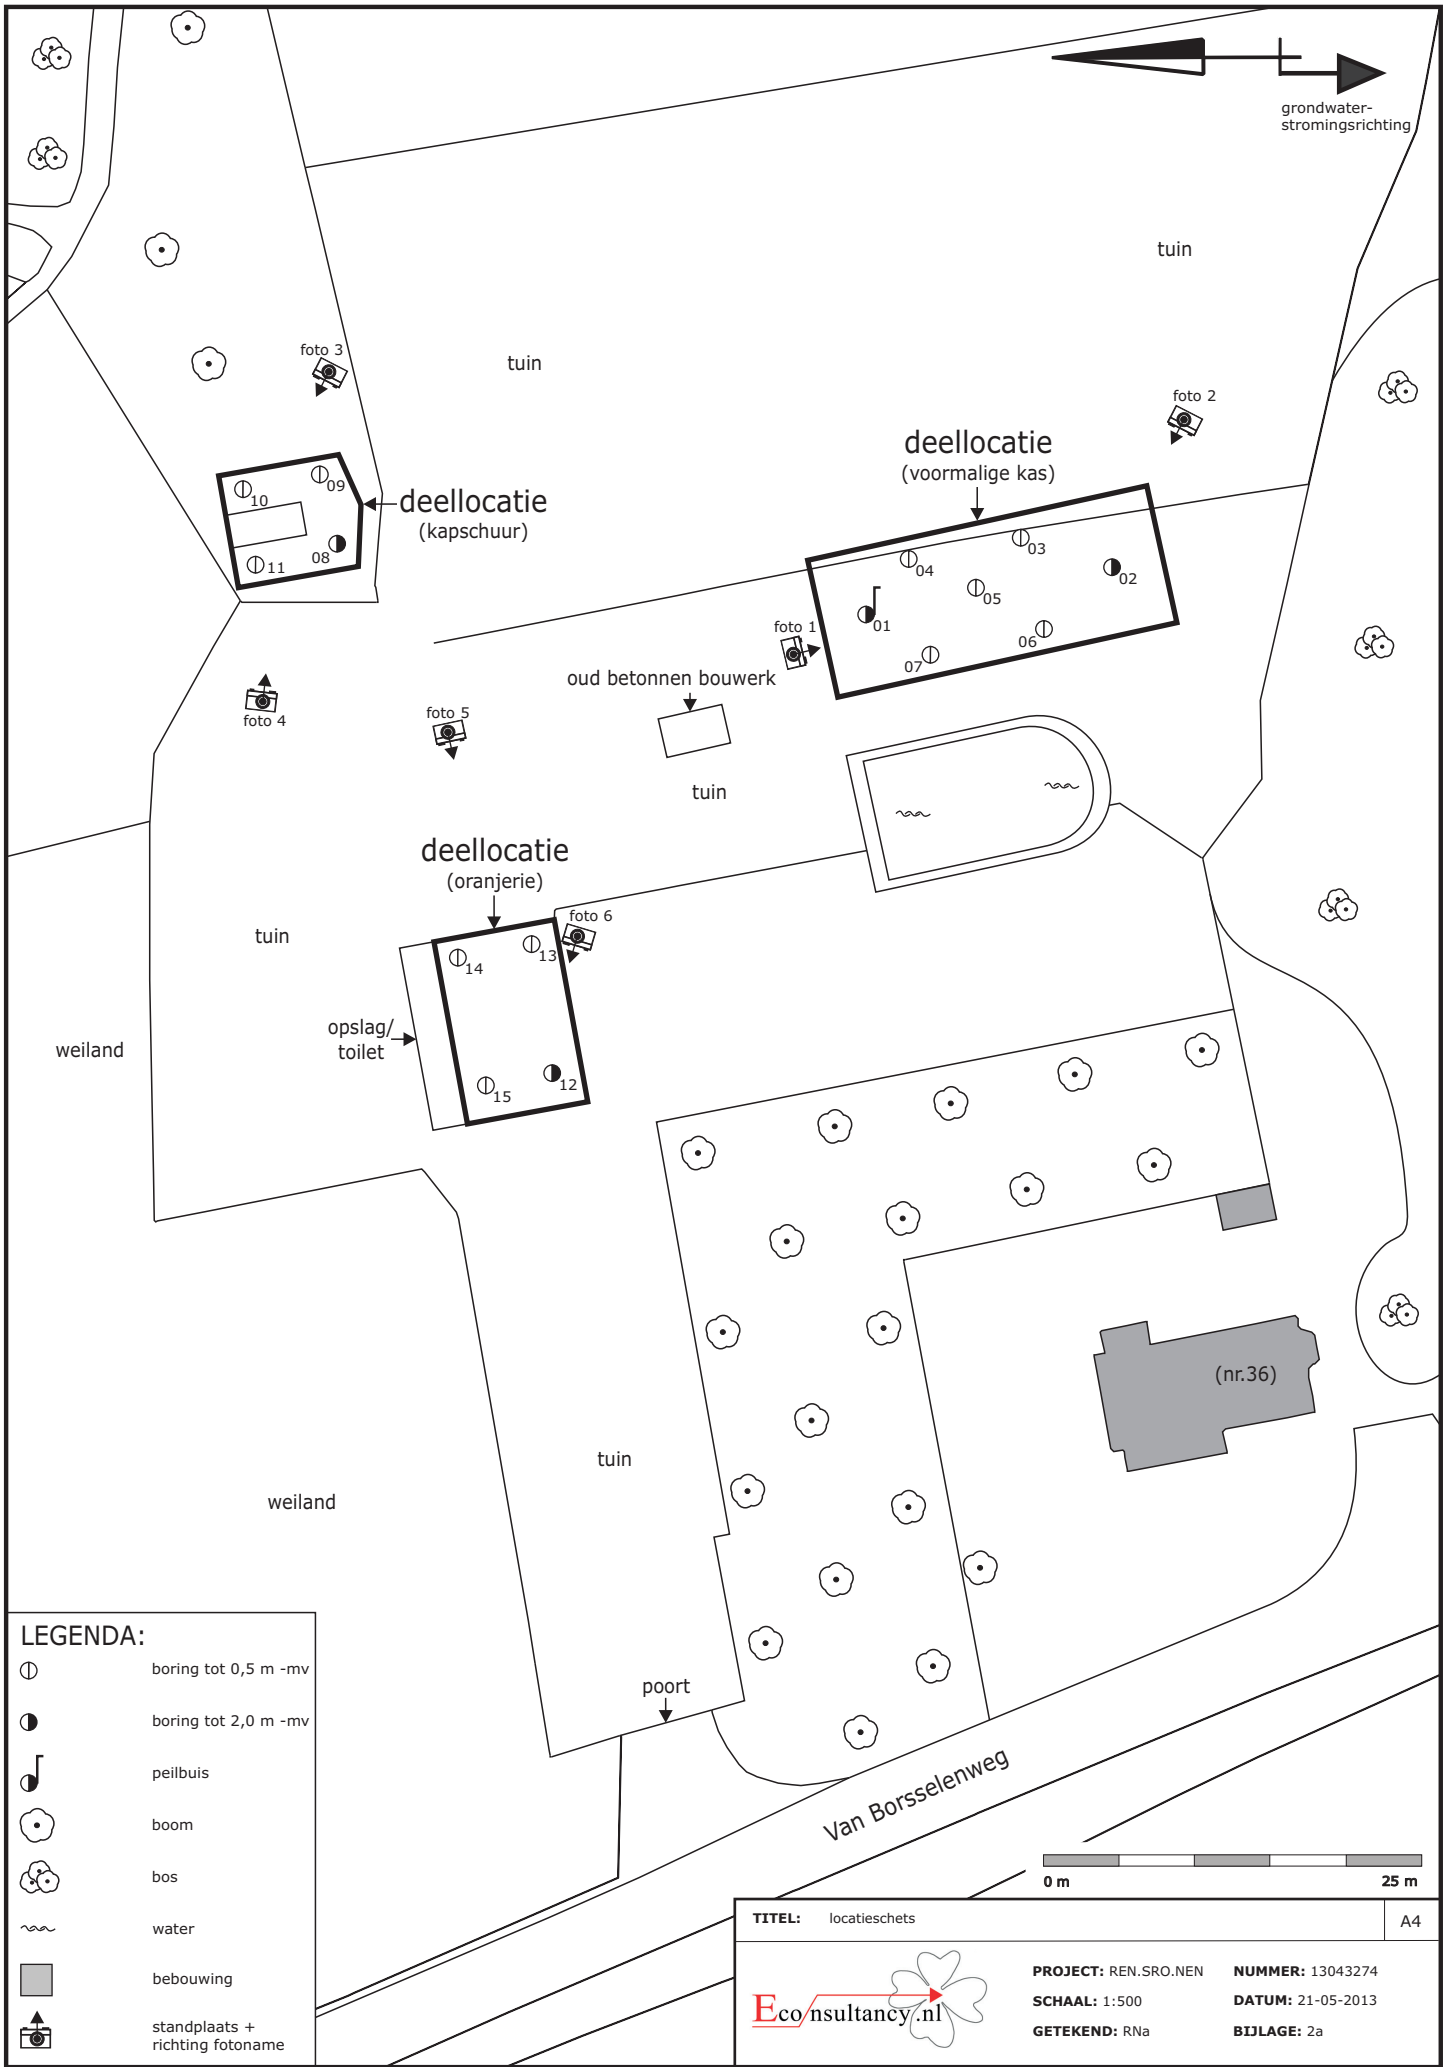 grondwater-
stromingsrichting
tuin
foto 3
tuin
foto 2
deellocatie
(voormalige kas)
deellocatie
(kapschuur)
09
10
08
11
03
04
02
05
01
06
07
foto 1
oud betonnen bouwerk
foto 4
foto 5
tuin
deellocatie
(oranjerie)
foto 6
tuin
13
14
opslag/
toilet
weiland
12
15
(nr.36)
tuin
weiland
poort
Van Borsselenweg
LEGENDA:
boring tot 0,5 m -mv
boring tot 2,0 m -mv
peilbuis
boom
bos
water
bebouwing
standplaats +
richting fotoname
0 m 25 m
TITEL: locatieschets A4
Econsultancy.nl
PROJECT: REN.SRO.NEN NUMMER: 13043274
SCHAAL: 1:500 DATUM: 21-05-2013
GETEKEND: RNa BIJLAGE: 2a